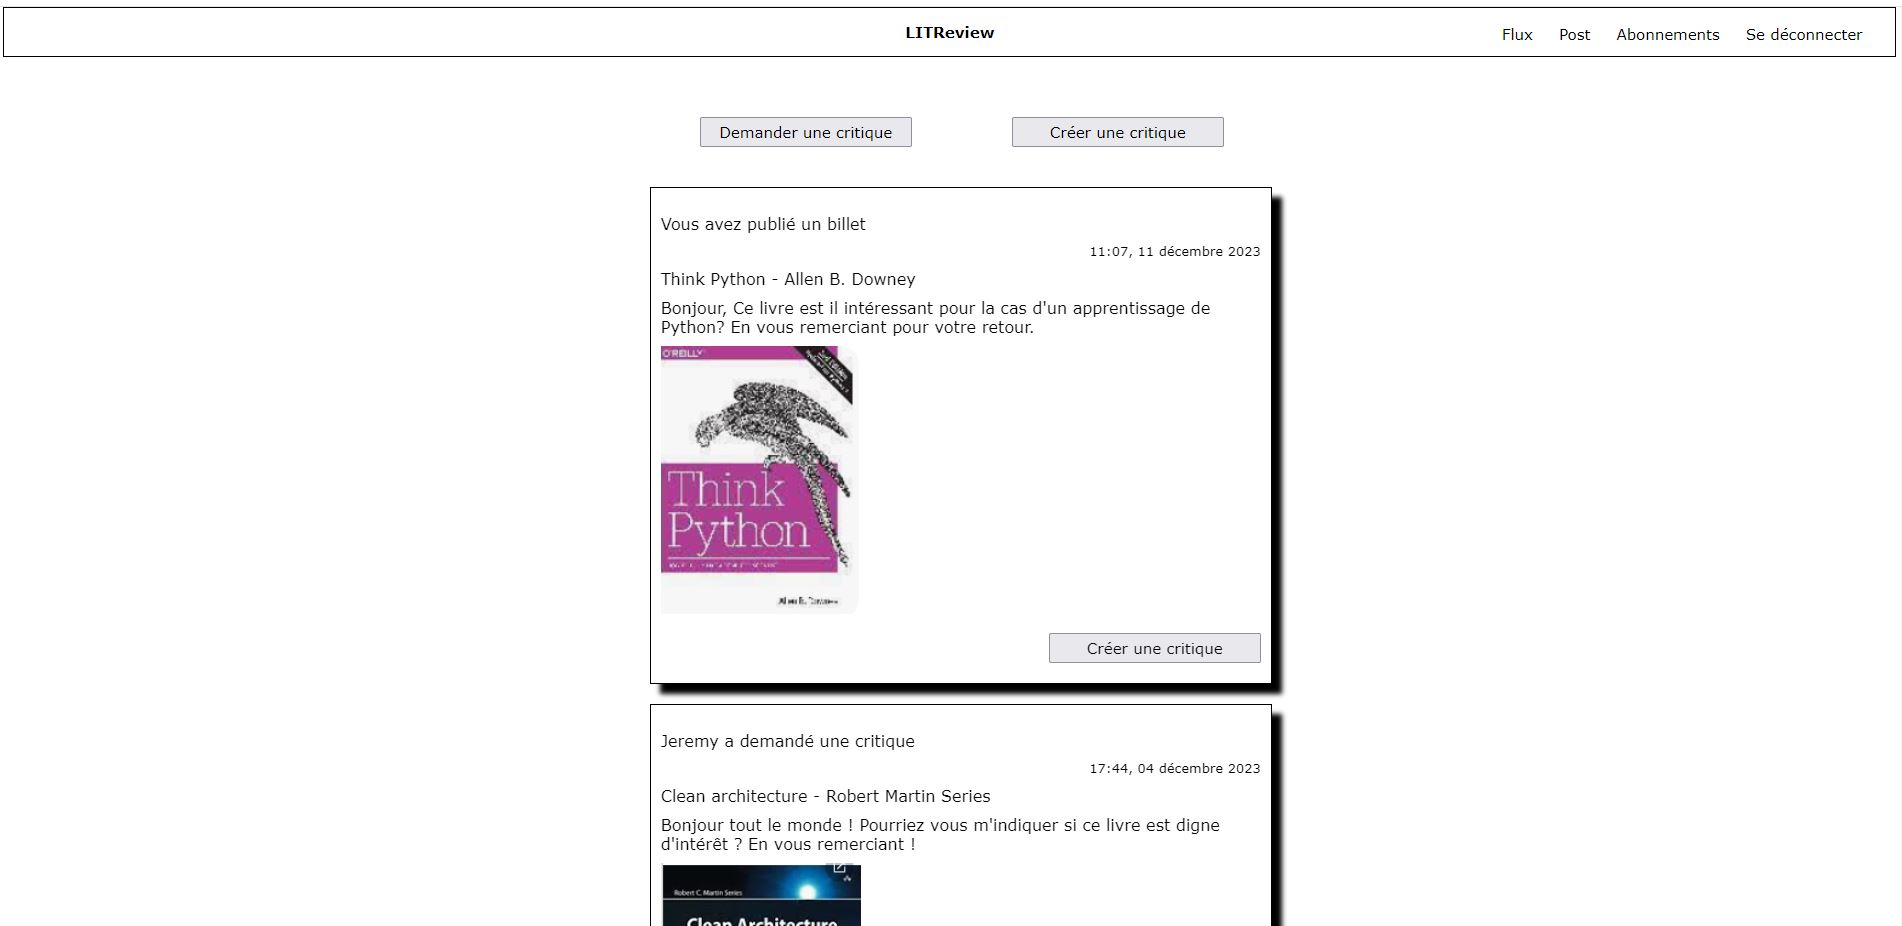 LITReview
Flux Post Abonnements Se déconnecter
Demander une critique
Créer une critique
Vous avez publié un billet
11:07, 11 décembre 2023
Think Python - Allen B. Downey
Bonjour, Ce livre est il intéressant pour la cas d'un apprentissage de
Python? En vous remerciant pour votre retour.
O'REILLY
Think
Python
Allen B. Downey
Créer une critique
Jeremy a demandé une critique
17:44, 04 décembre 2023
Clean architecture - Robert Martin Series
Bonjour tout le monde ! Pourriez vous m'indiquer si ce livre est digne
d'intérêt ? En vous remerciant !
Robert C. Martin Series
Clean Architecture